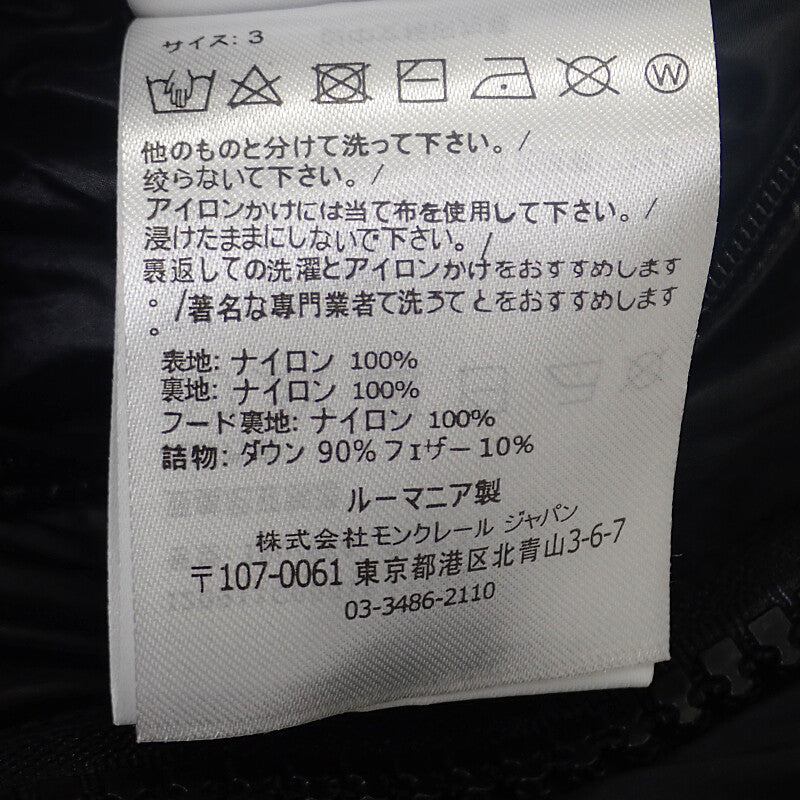 サイズ: 3
W
他のものと分けて洗って下さい。/
絞らないで下さい。/
アイロンかけには当て布を使用して下さい。/
浸けたままにしないで下さい。/
裏返しての洗濯とアイロンかけをおすすめします
。/著名な専門業者で洗うてとをおすすめします
。
表地: ナイロン 100%
裏地: ナイロン 100%
フード裏地: ナイロン 100%
詰物: ダウン 90% フェザー 10%
ルーマニア製
株式会社モンクレール ジャパン
〒107-0061 東京都港区北青山3-6-7
03-3486-2110